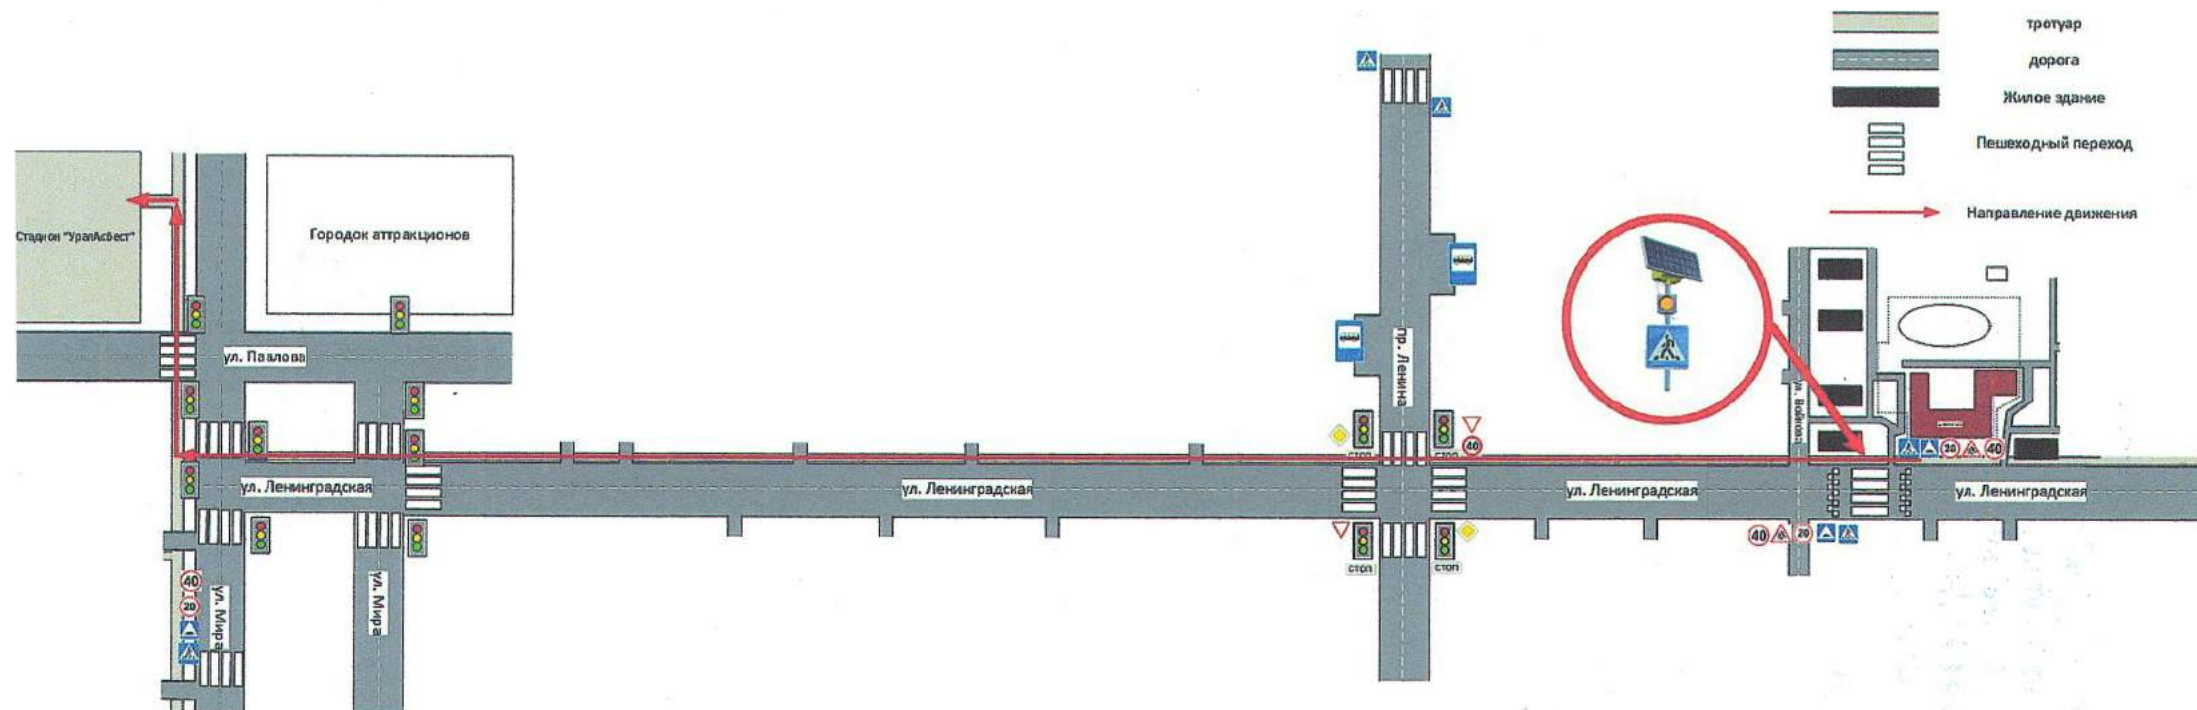 тротуар
дорога
Жилое здание
Пешеходный переход
Направление движения
Стадион "УралАсбест"
Городок аттракционов
ул. Павлова
пр. Ленина
ул. Войкова
40
20
40
стоп
стоп
ул. Ленинградская
ул. Ленинградская
ул. Ленинградская
ул. Ленинградская
40
20
стоп
стоп
40
20
ул. Мира
ул. Мира